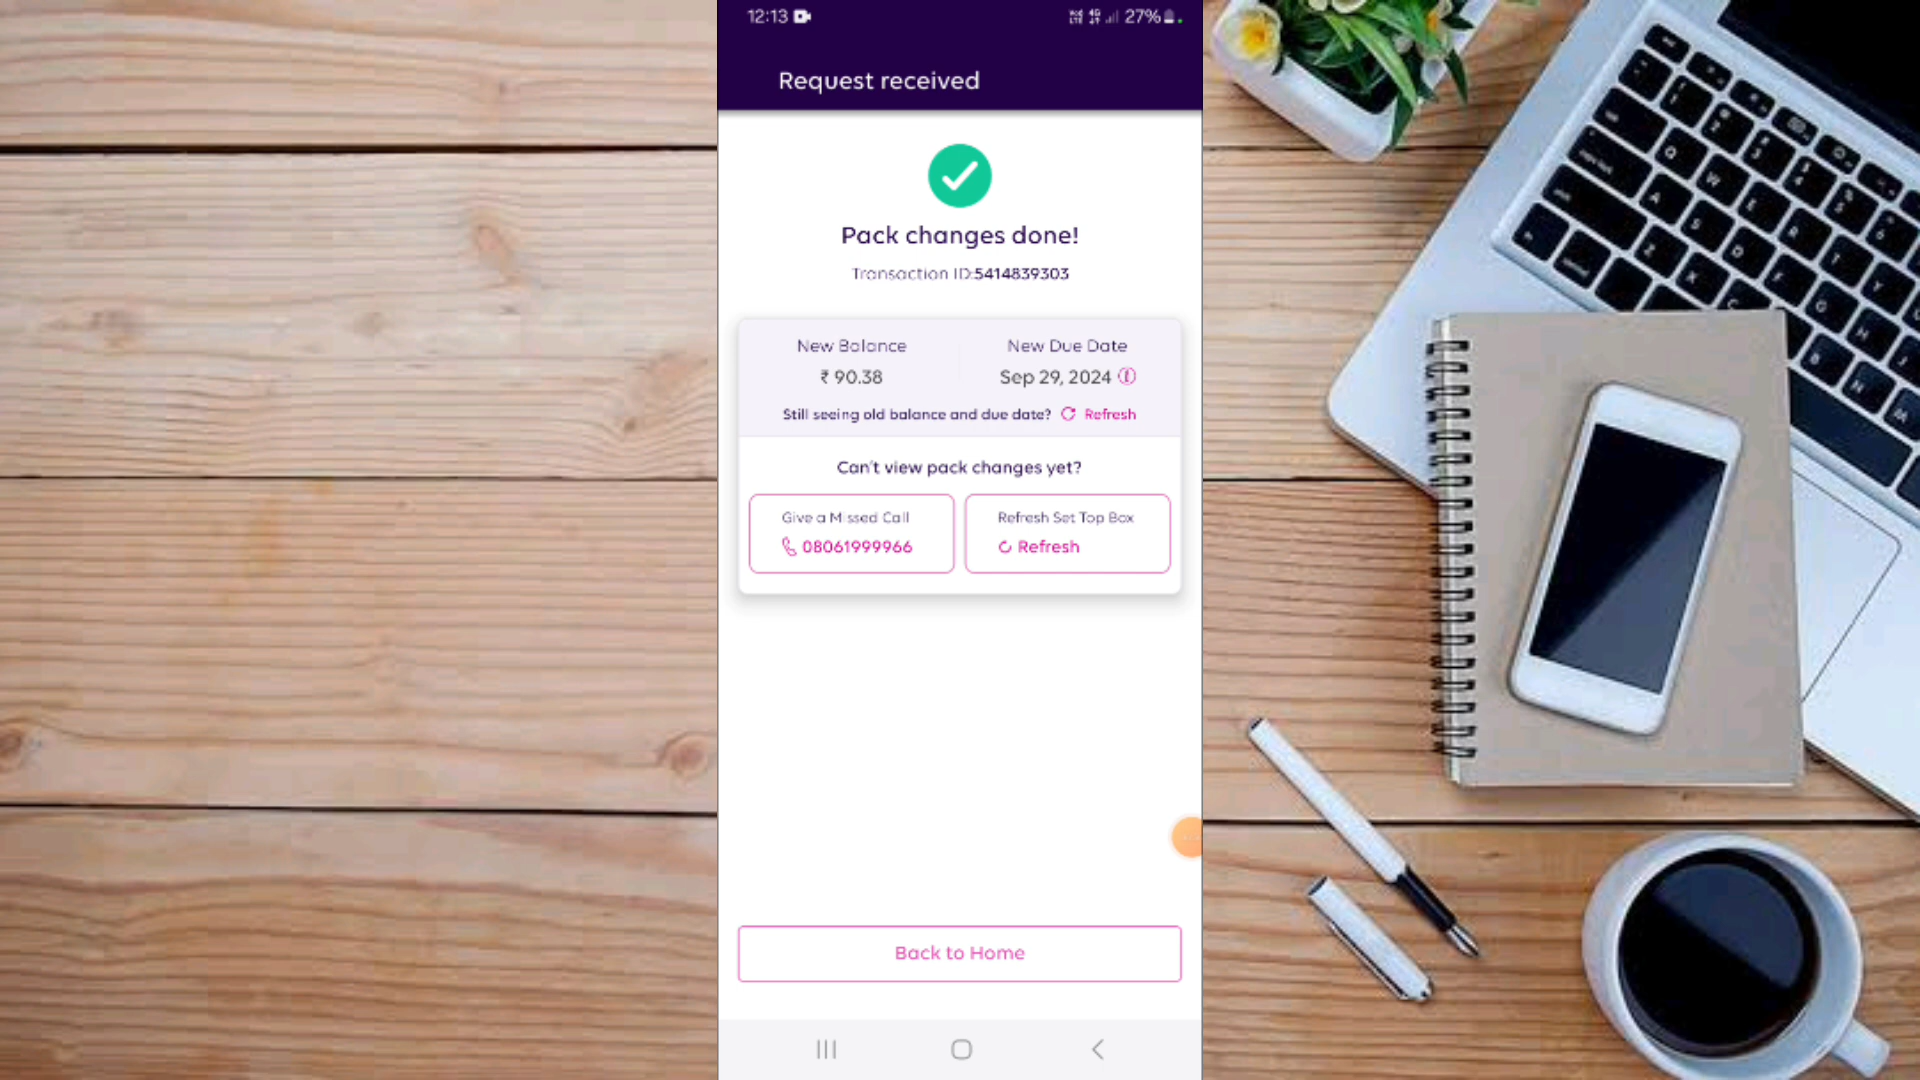 12:13
27%
Request received
Pack changes done!
Transaction ID:5414839303
New Balance
₹ 90.38
New Due Date
Sep 29, 2024
Still seeing old balance and due date? Refresh
Can't view pack changes yet?
Give a Missed Call
08061999966
Refresh Set Top Box
Refresh
Back to Home